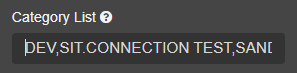 Category List ?
DEV,SIT.CONNECTION TEST,SAND